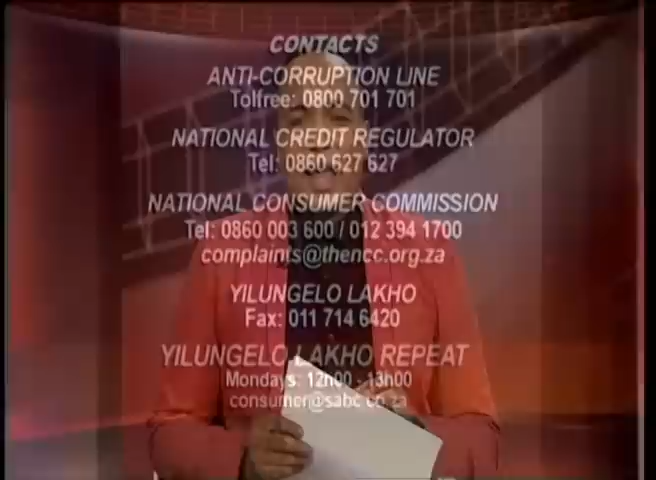 CONTACTS
ANTI-CORRUPTION LINE
Tolfree: 0800 701 701
NATIONAL CREDIT REGULATOR
Tel: 0860 627 627
NATIONAL CONSUMER COMMISSION
Tel: 0860 003 600 / 012 394 1700
complaints@thencc.org.za
YILUNGELO LAKHO
Fax: 011 714 6420
YILUNGELO LAKHO REPEAT
Mondays: 12h00 - 13h00
consumer@sabc.co.za